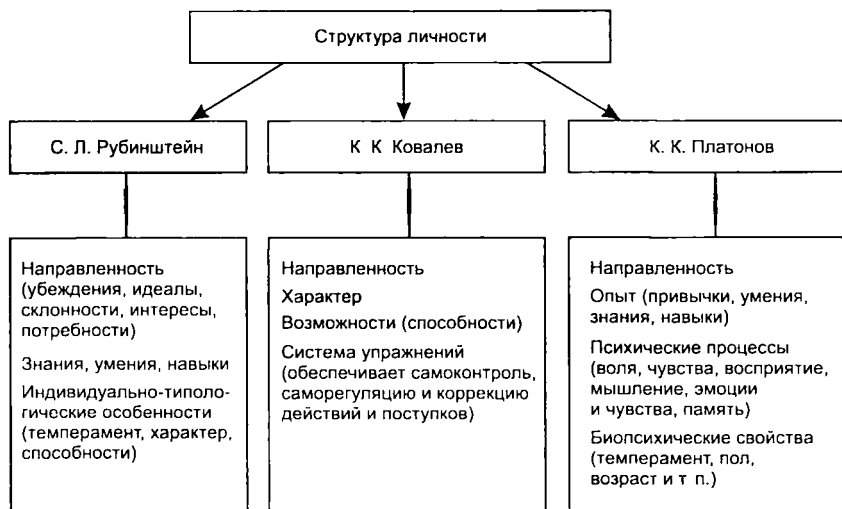 Структура личности
С. Л. Рубинштейн
К К Ковалев
К. К. Платонов
Направленность
(убеждения, идеалы,
склонности, интересы,
потребности)
Знания, умения, навыки
Индивидуально-типоло-
гические особенности
(темперамент, характер,
способности)
Направленность
Характер
Возможности (способности)
Система упражнений
(обеспечивает самоконтроль,
саморегуляцию и коррекцию
действий и поступков)
Направленность
Опыт (привычки, умения,
знания, навыки)
Психические процессы
(воля, чувства, восприятие,
мышление, эмоции
и чувства, память)
Биопсихические свойства
(темперамент, пол,
возраст и т п.)